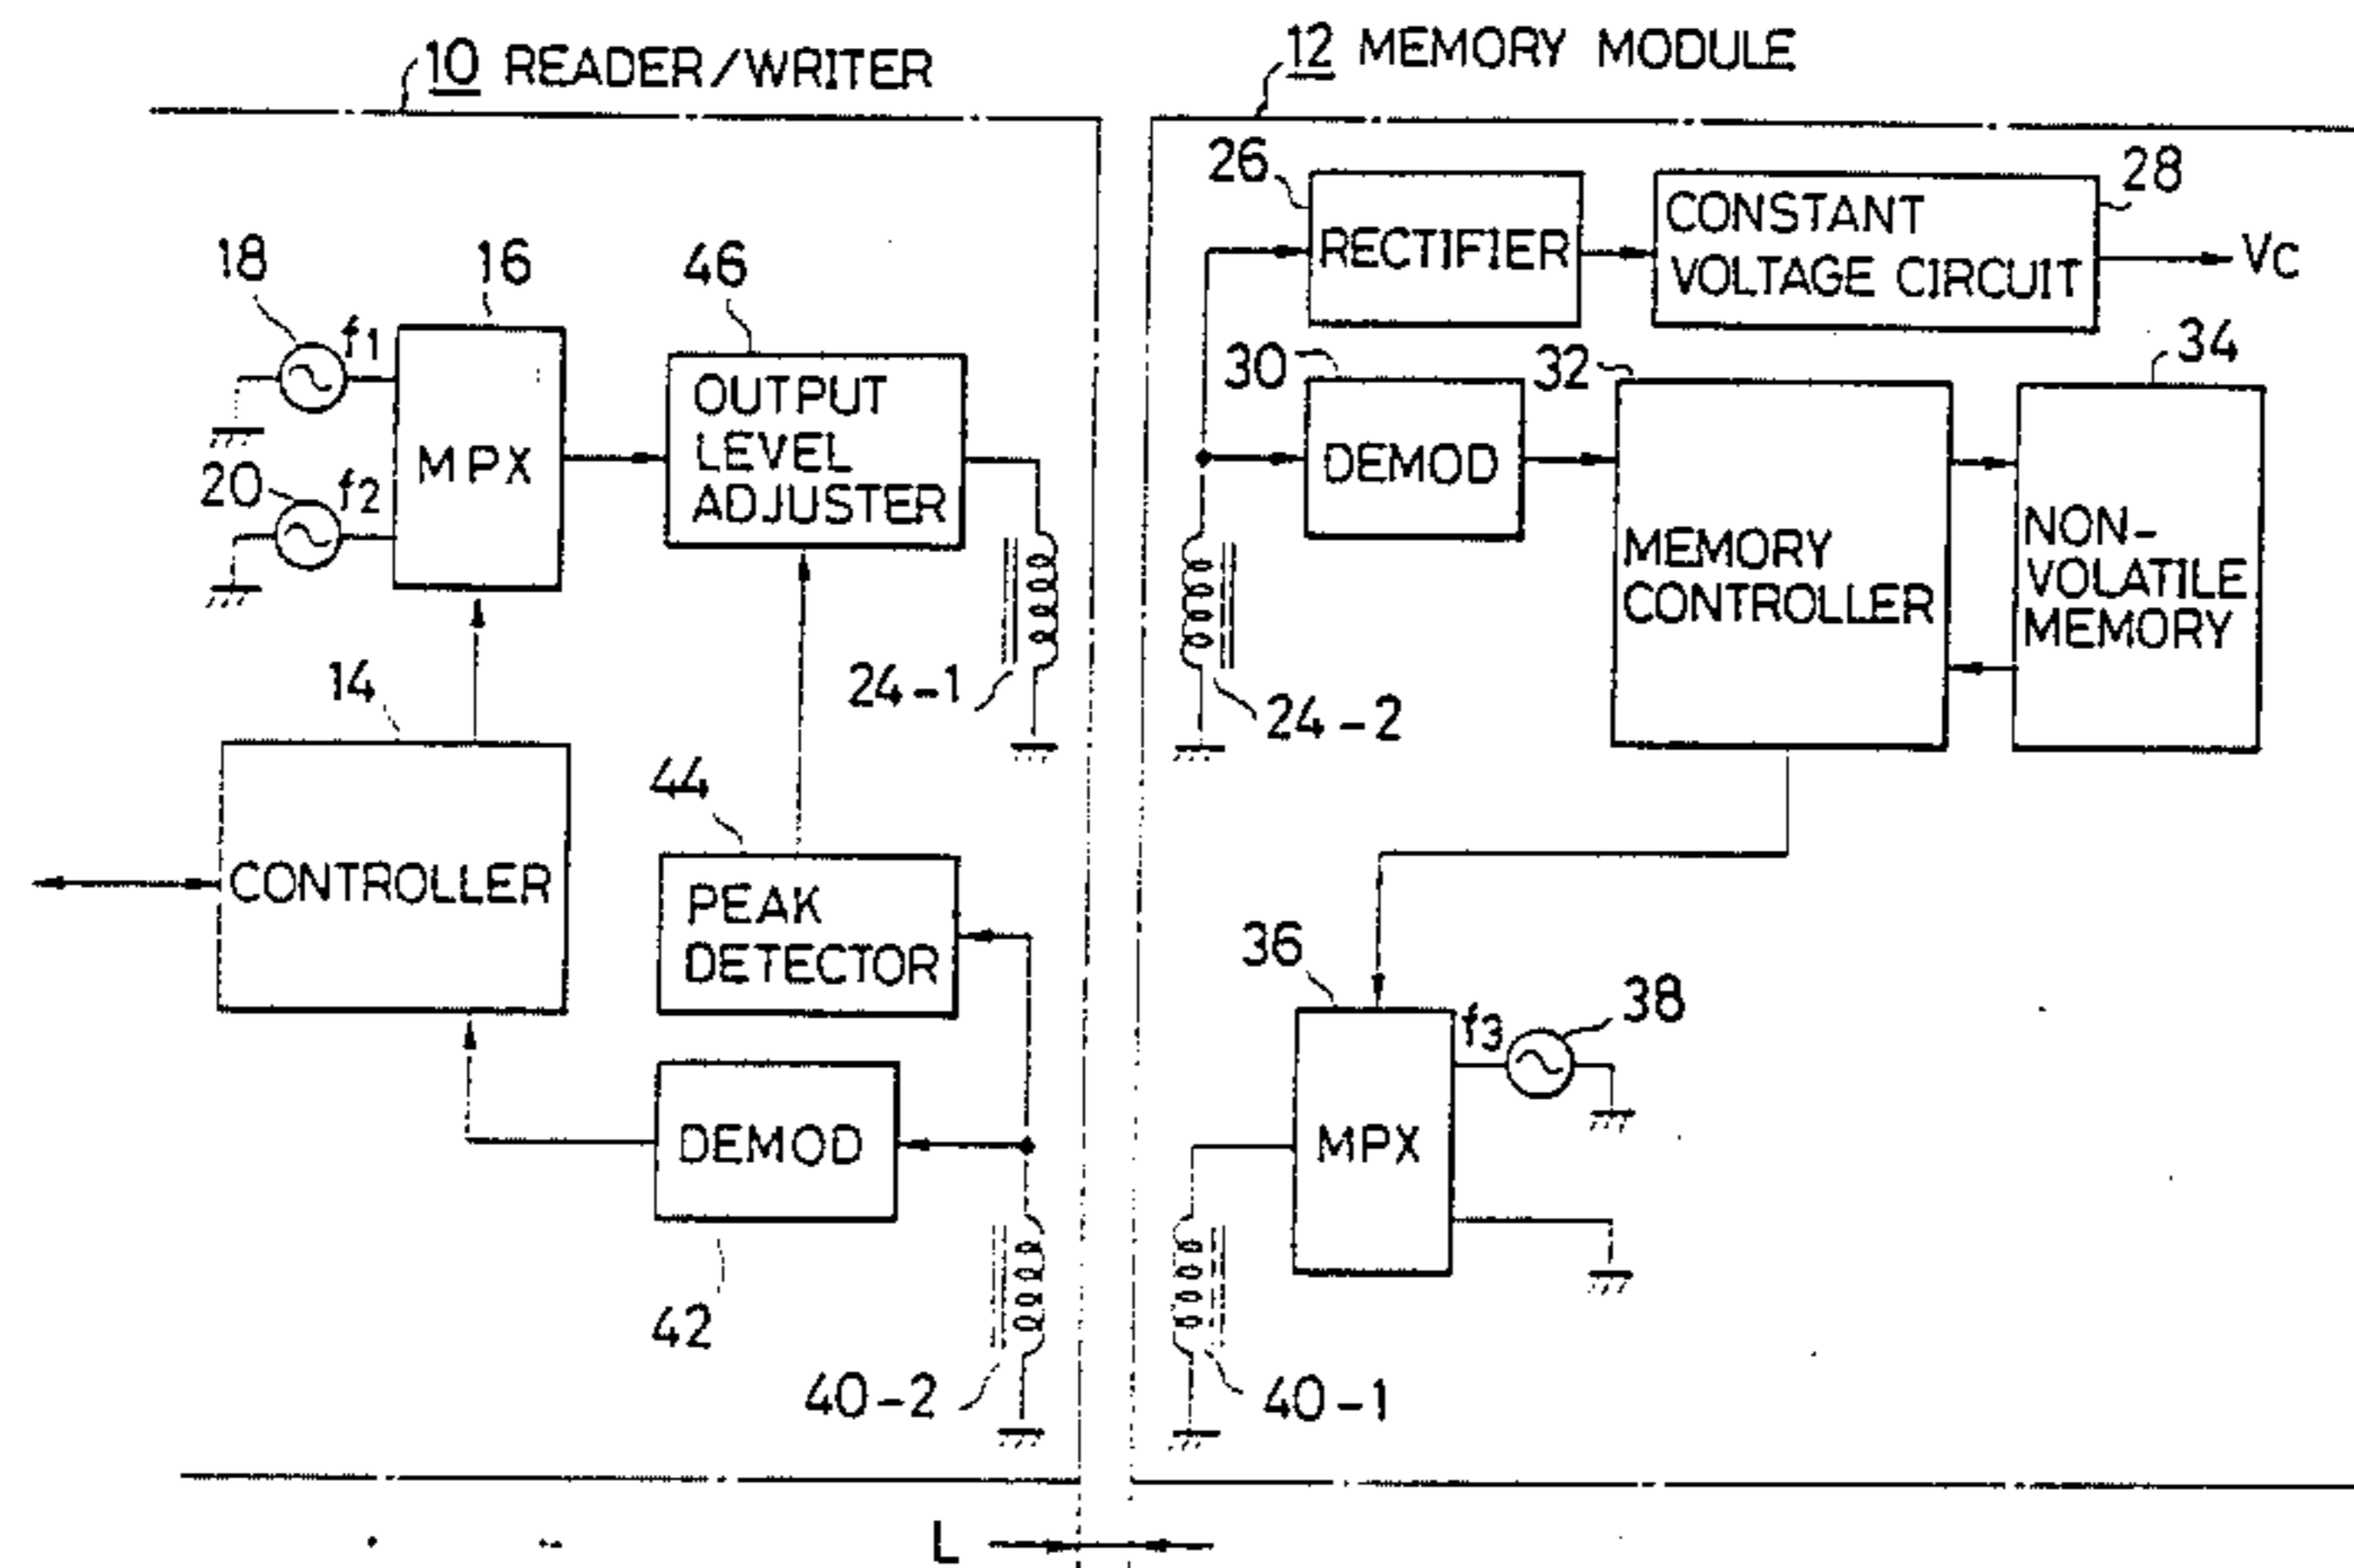 10 READER/WRITER
12 MEMORY MODULE
26
RECTIFIER
28
CONSTANT
VOLTAGE CIRCUIT
Vc
18
f1
16
MPX
20
f2
46
OUTPUT
LEVEL
ADJUSTER
24-1
30
DEMOD
32
MEMORY
CONTROLLER
34
NON-
VOLATILE
MEMORY
24-2
14
CONTROLLER
44
PEAK
DETECTOR
DEMOD
42
40-2
36
MPX
f3
38
40-1
L